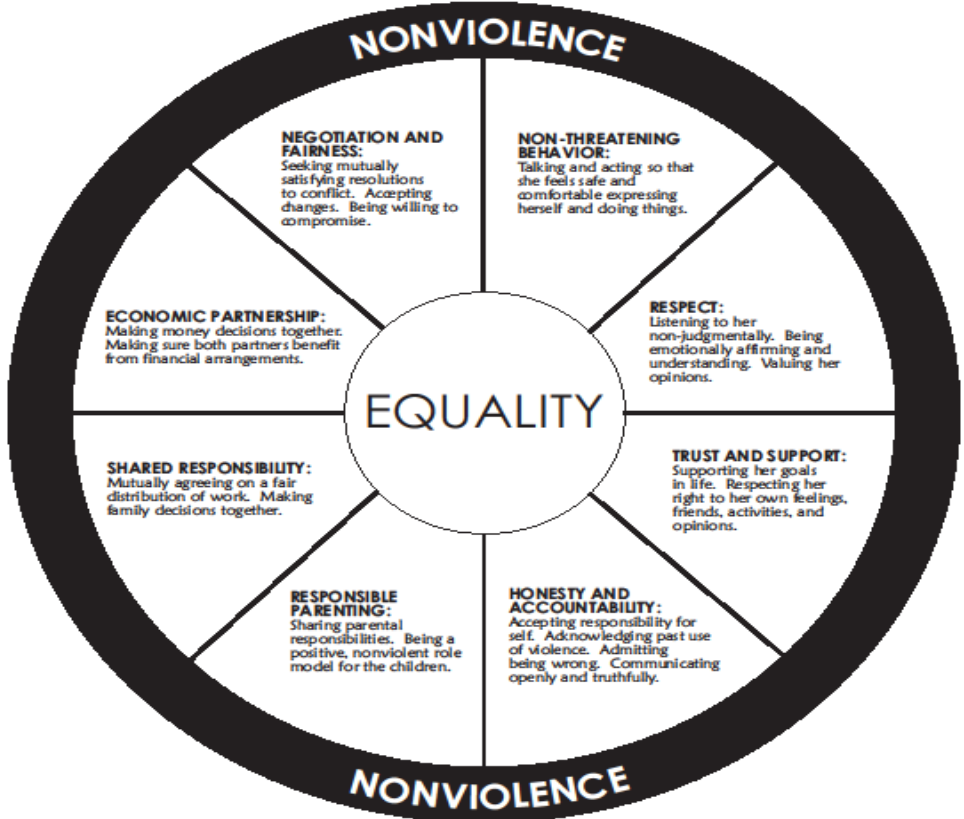 NONVIOLENCE
NEGOTIATION AND
FAIRNESS:
Seeking mutually
satisfying resolutions
to conflict. Accepting
changes. Being willing to
compromise.
NON-THREATENING
BEHAVIOR:
Talking and acting so that
she feels safe and
comfortable expressing
herself and doing things.
ECONOMIC PARTNERSHIP:
Making money decisions together.
Making sure both partners benefit
from financial arrangements.
RESPECT:
Listening to her
non-judgmentally. Being
emotionally affirming and
understanding. Valuing her
opinions.
EQUALITY
SHARED RESPONSIBILITY:
Mutually agreeing on a fair
distribution of work. Making
family decisions together.
TRUST AND SUPPORT:
Supporting her goals
in life. Respecting her
right to her own feelings,
friends, activities, and
opinions.
RESPONSIBLE
PARENTING:
Sharing parental
responsibilities. Being a
positive, nonviolent role
model for the children.
HONESTY AND
ACCOUNTABILITY:
Accepting responsibility for
self. Acknowledging past use
of violence. Admitting
being wrong. Communicating
openly and truthfully.
NONVIOLENCE